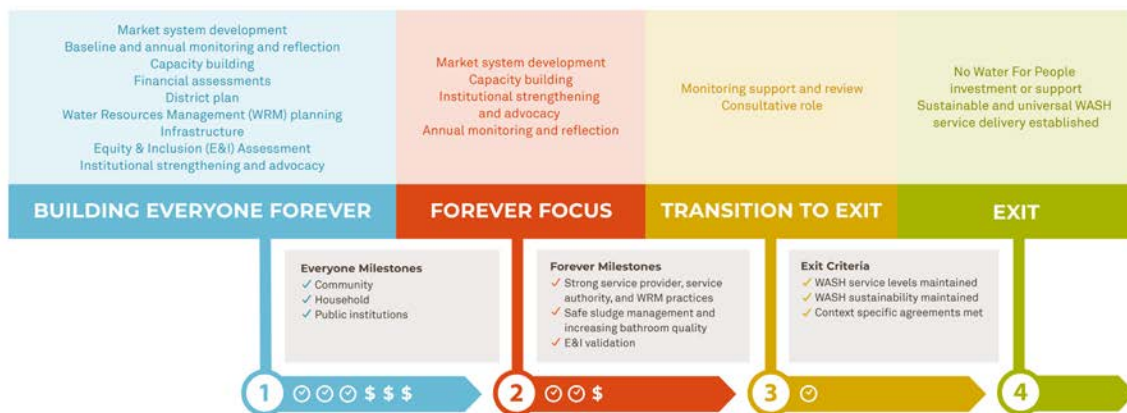 Market system development
Baseline and annual monitoring and reflection
Capacity building
Financial assessments
District plan
Water Resources Management (WRM) planning
Infrastructure
Equity & Inclusion (E&I) Assessment
Institutional strengthening and advocacy
Market system development
Capacity building
Institutional strengthening
and advocacy
Annual monitoring and reflection
Monitoring support and review
Consultative role
No Water For People
investment or support
Sustainable and universal WASH
service delivery established
BUILDING EVERYONE FOREVER
FOREVER FOCUS
TRANSITION TO EXIT
EXIT
Everyone Milestones
✓ Community
✓ Household
✓ Public institutions
Forever Milestones
✓ Strong service provider, service
authority, and WRM practices
✓ Safe sludge management and
increasing bathroom quality
✓ E&I validation
Exit Criteria
✓ WASH service levels maintained
✓ WASH sustainability maintained
✓ Context specific agreements met
1 $ $ $
2 $
3
4